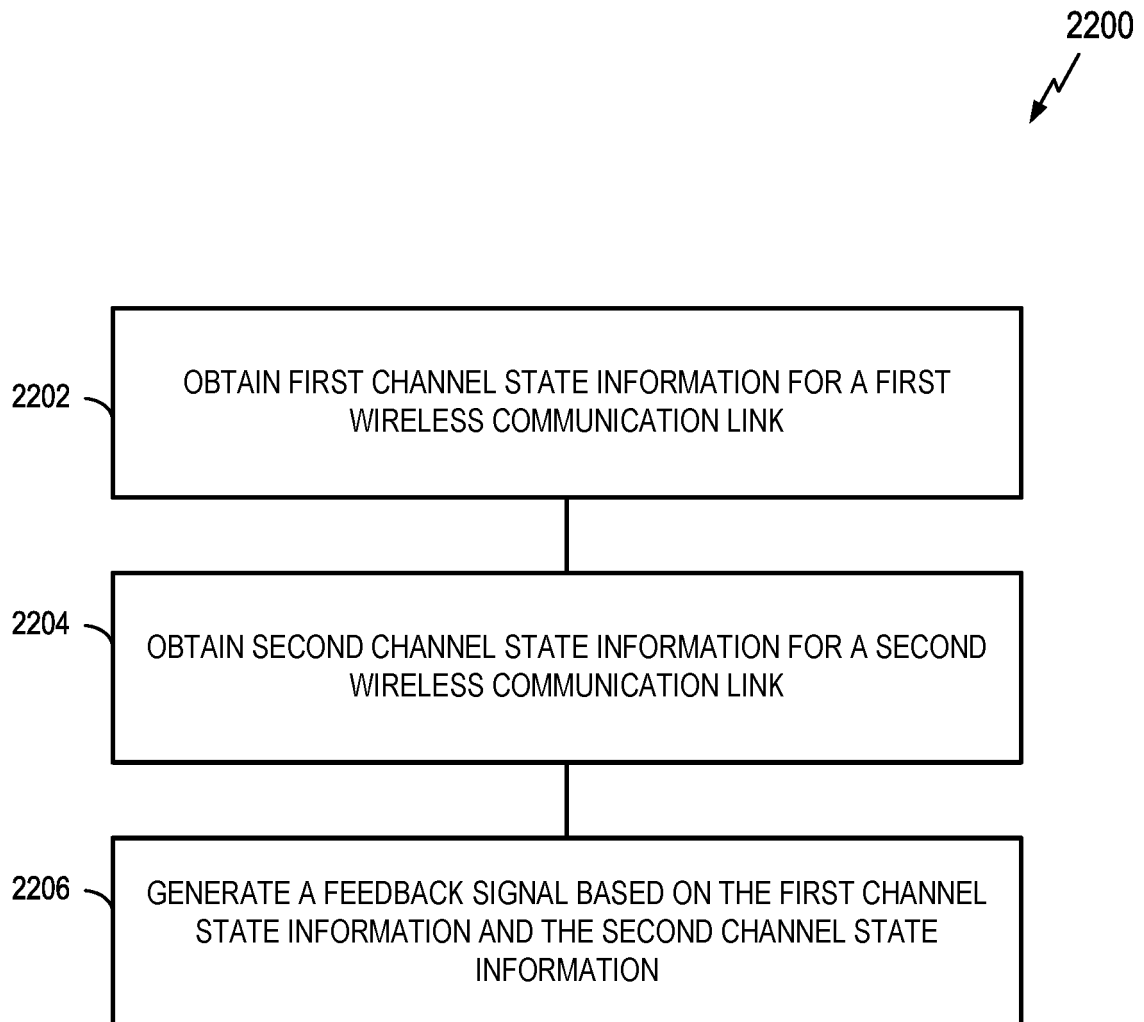 2200
2202
OBTAIN FIRST CHANNEL STATE INFORMATION FOR A FIRST
WIRELESS COMMUNICATION LINK
2204
OBTAIN SECOND CHANNEL STATE INFORMATION FOR A SECOND
WIRELESS COMMUNICATION LINK
2206
GENERATE A FEEDBACK SIGNAL BASED ON THE FIRST CHANNEL
STATE INFORMATION AND THE SECOND CHANNEL STATE
INFORMATION